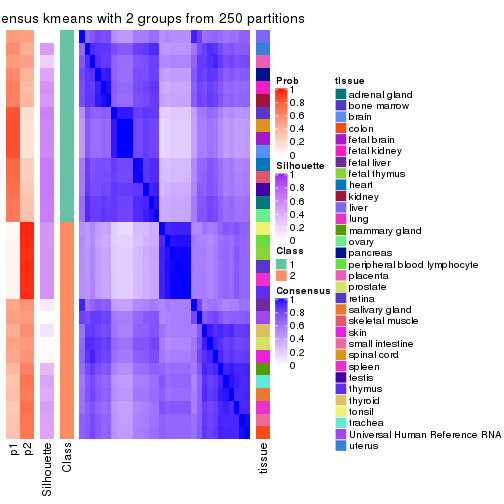 ensus kmeans with 2 groups from 250 partitions
Prob
1
0.8
0.6
0.4
0.2
0
Silhouette
1
0.8
0.6
0.4
0.2
0
Class
1
2
Consensus
1
0.8
0.6
0.4
0.2
0
tissue
adrenal gland
bone marrow
brain
colon
fetal brain
fetal kidney
fetal liver
fetal thymus
heart
kidney
liver
lung
mammary gland
ovary
pancreas
peripheral blood lymphocyte
placenta
prostate
retina
salivary gland
skeletal muscle
skin
small intestine
spinal cord
spleen
testis
thymus
thyroid
tonsil
trachea
Universal Human Reference RNA
uterus
p1
p2
Silhouette
Class
tissue